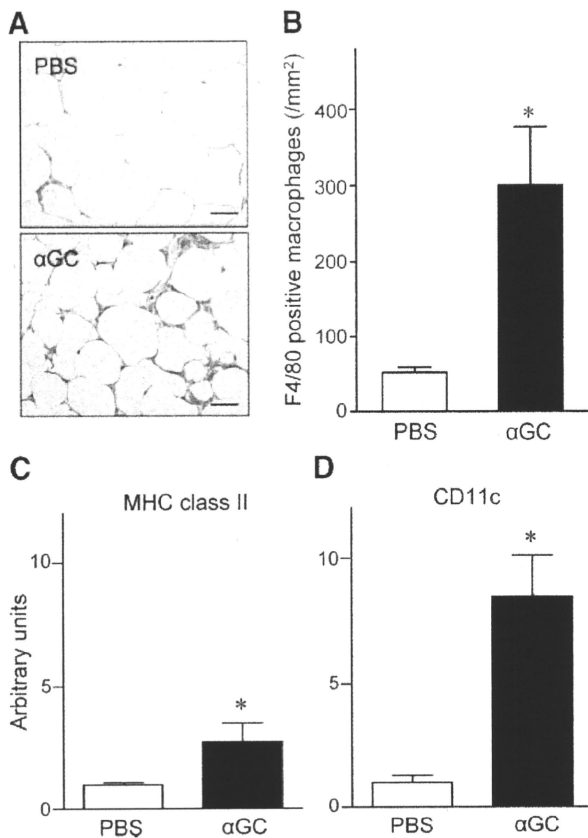 A
PBS
αGC
B
F4/80 positive macrophages (/mm²)
400
300
200
100
0
*
PBS
αGC
C
MHC class II
Arbitrary units
10
5
0
*
PBS
αGC
D
CD11c
10
5
0
*
PBS
αGC